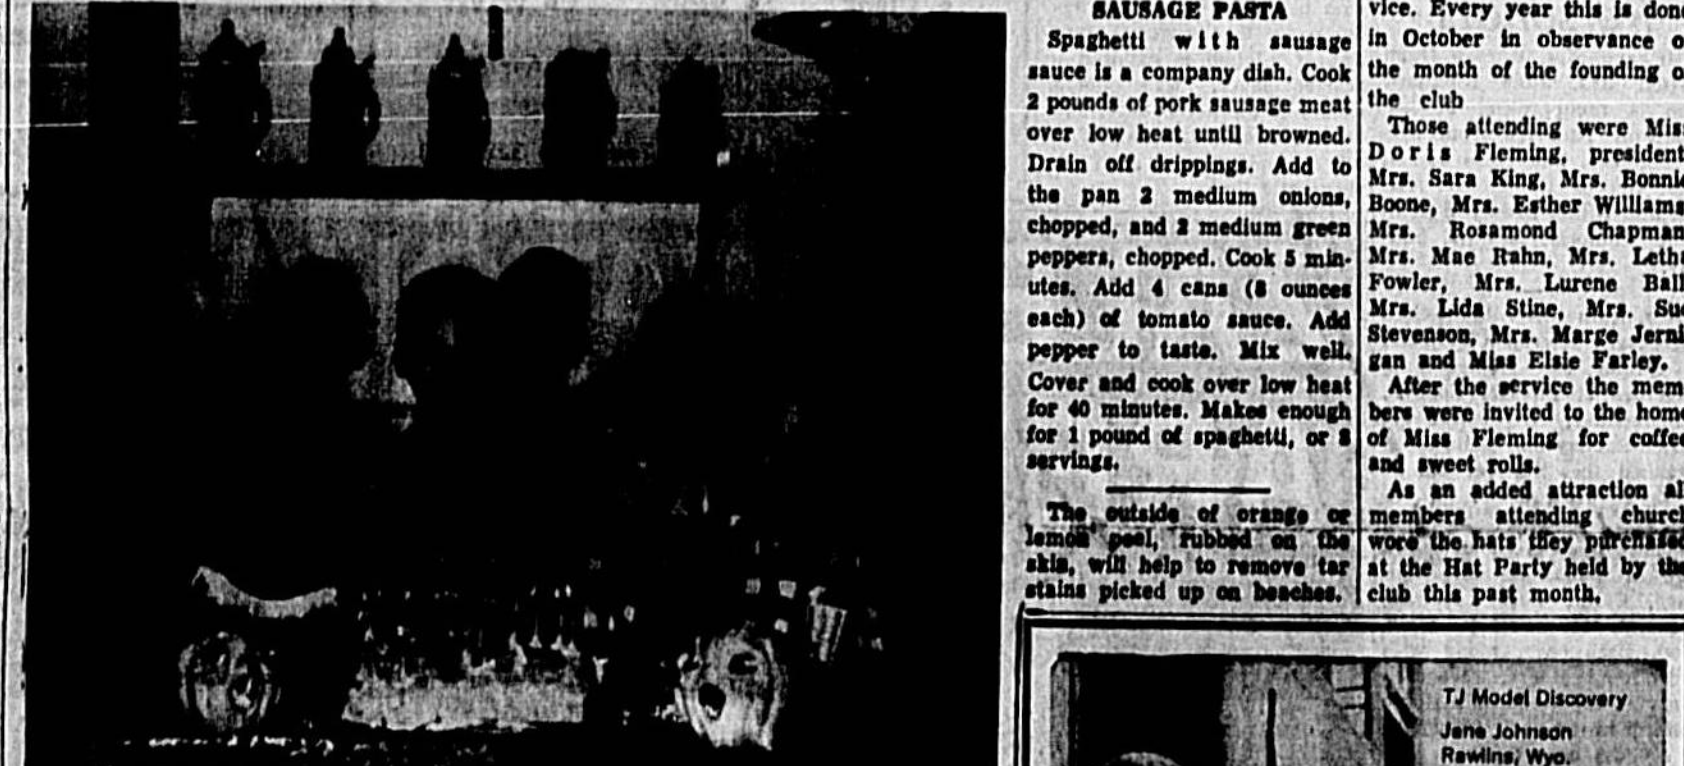 SAUSAGE PASTA
Spaghetti with sausage
sauce is a company dish. Cook
2 pounds of pork sausage meat
over low heat until browned.
Drain off drippings. Add to
the pan 2 medium onions,
chopped, and 2 medium green
peppers, chopped. Cook 5 min-
utes. Add 4 cans (8 ounces
each) of tomato sauce. Add
pepper to taste. Mix well.
Cover and cook over low heat
for 40 minutes. Makes enough
for 1 pound of spaghetti, or 8
servings.
The outside of orange or
lemon peel, rubbed on the
skin, will help to remove tar
stains picked up on beaches.
vice. Every year this is done
in October in observance o
the month of the founding o
the club
Those attending were Mis
Doris Fleming, president
Mrs. Sara King, Mrs. Bonnie
Boone, Mrs. Esther Williams
Mrs. Rosamond Chapman
Mrs. Mae Rahn, Mrs. Letha
Fowler, Mrs. Lurene Ball
Mrs. Lida Stine, Mrs. Sue
Stevenson, Mrs. Marge Jerni
gan and Miss Elsie Farley.
After the service the mem
bers were invited to the home
of Miss Fleming for coffee
and sweet rolls.
As an added attraction al
members attending church
wore the hats they purchased
at the Hat Party held by the
club this past month.
TJ Model Discovery
Jane Johnson
Rawlins, Wyo.